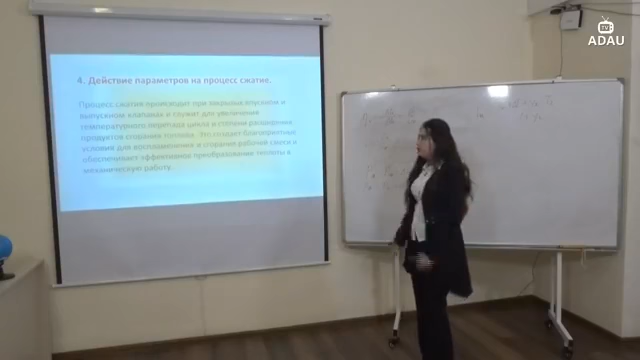 4. Действие параметров на процесс сжатие.
Процесс сжатия происходит при закрытых впускном и
выпускном клапанах и служит для увеличения
температурного перепада цикла и степени расширения
продуктов сгорания топлива. Это создает благоприятные
условия для воспламенения и сгорания рабочей смеси и
обеспечивает эффективное преобразование теплоты в
механическую работу.
TV
ADAU